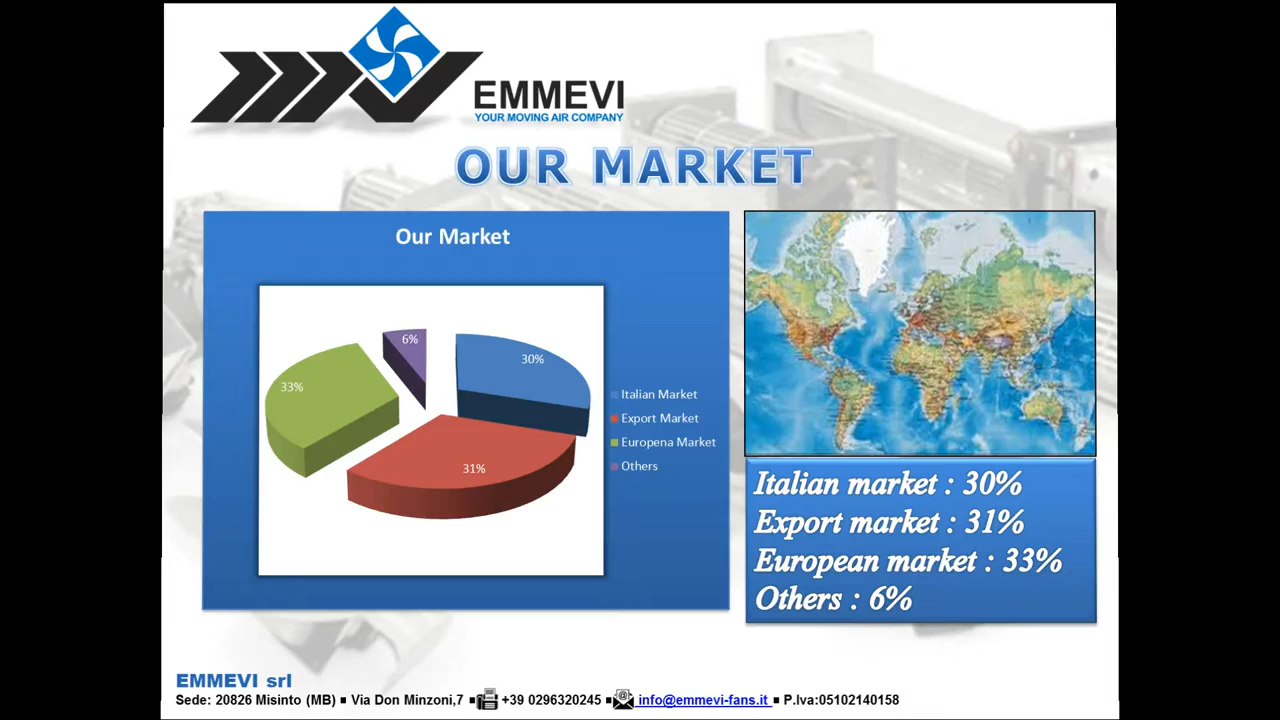 EMMEVI
YOUR MOVING AIR COMPANY
OUR MARKET
Our Market
6%
30%
33%
31%
Italian Market
Export Market
Europena Market
Others
Italian market : 30%
Export market : 31%
European market : 33%
Others : 6%
EMMEVI srl
Sede: 20826 Misinto (MB) ▪ Via Don Minzoni,7 ▪ +39 0296320245 ▪ info@emmevi-fans.it ▪ P.Iva:05102140158